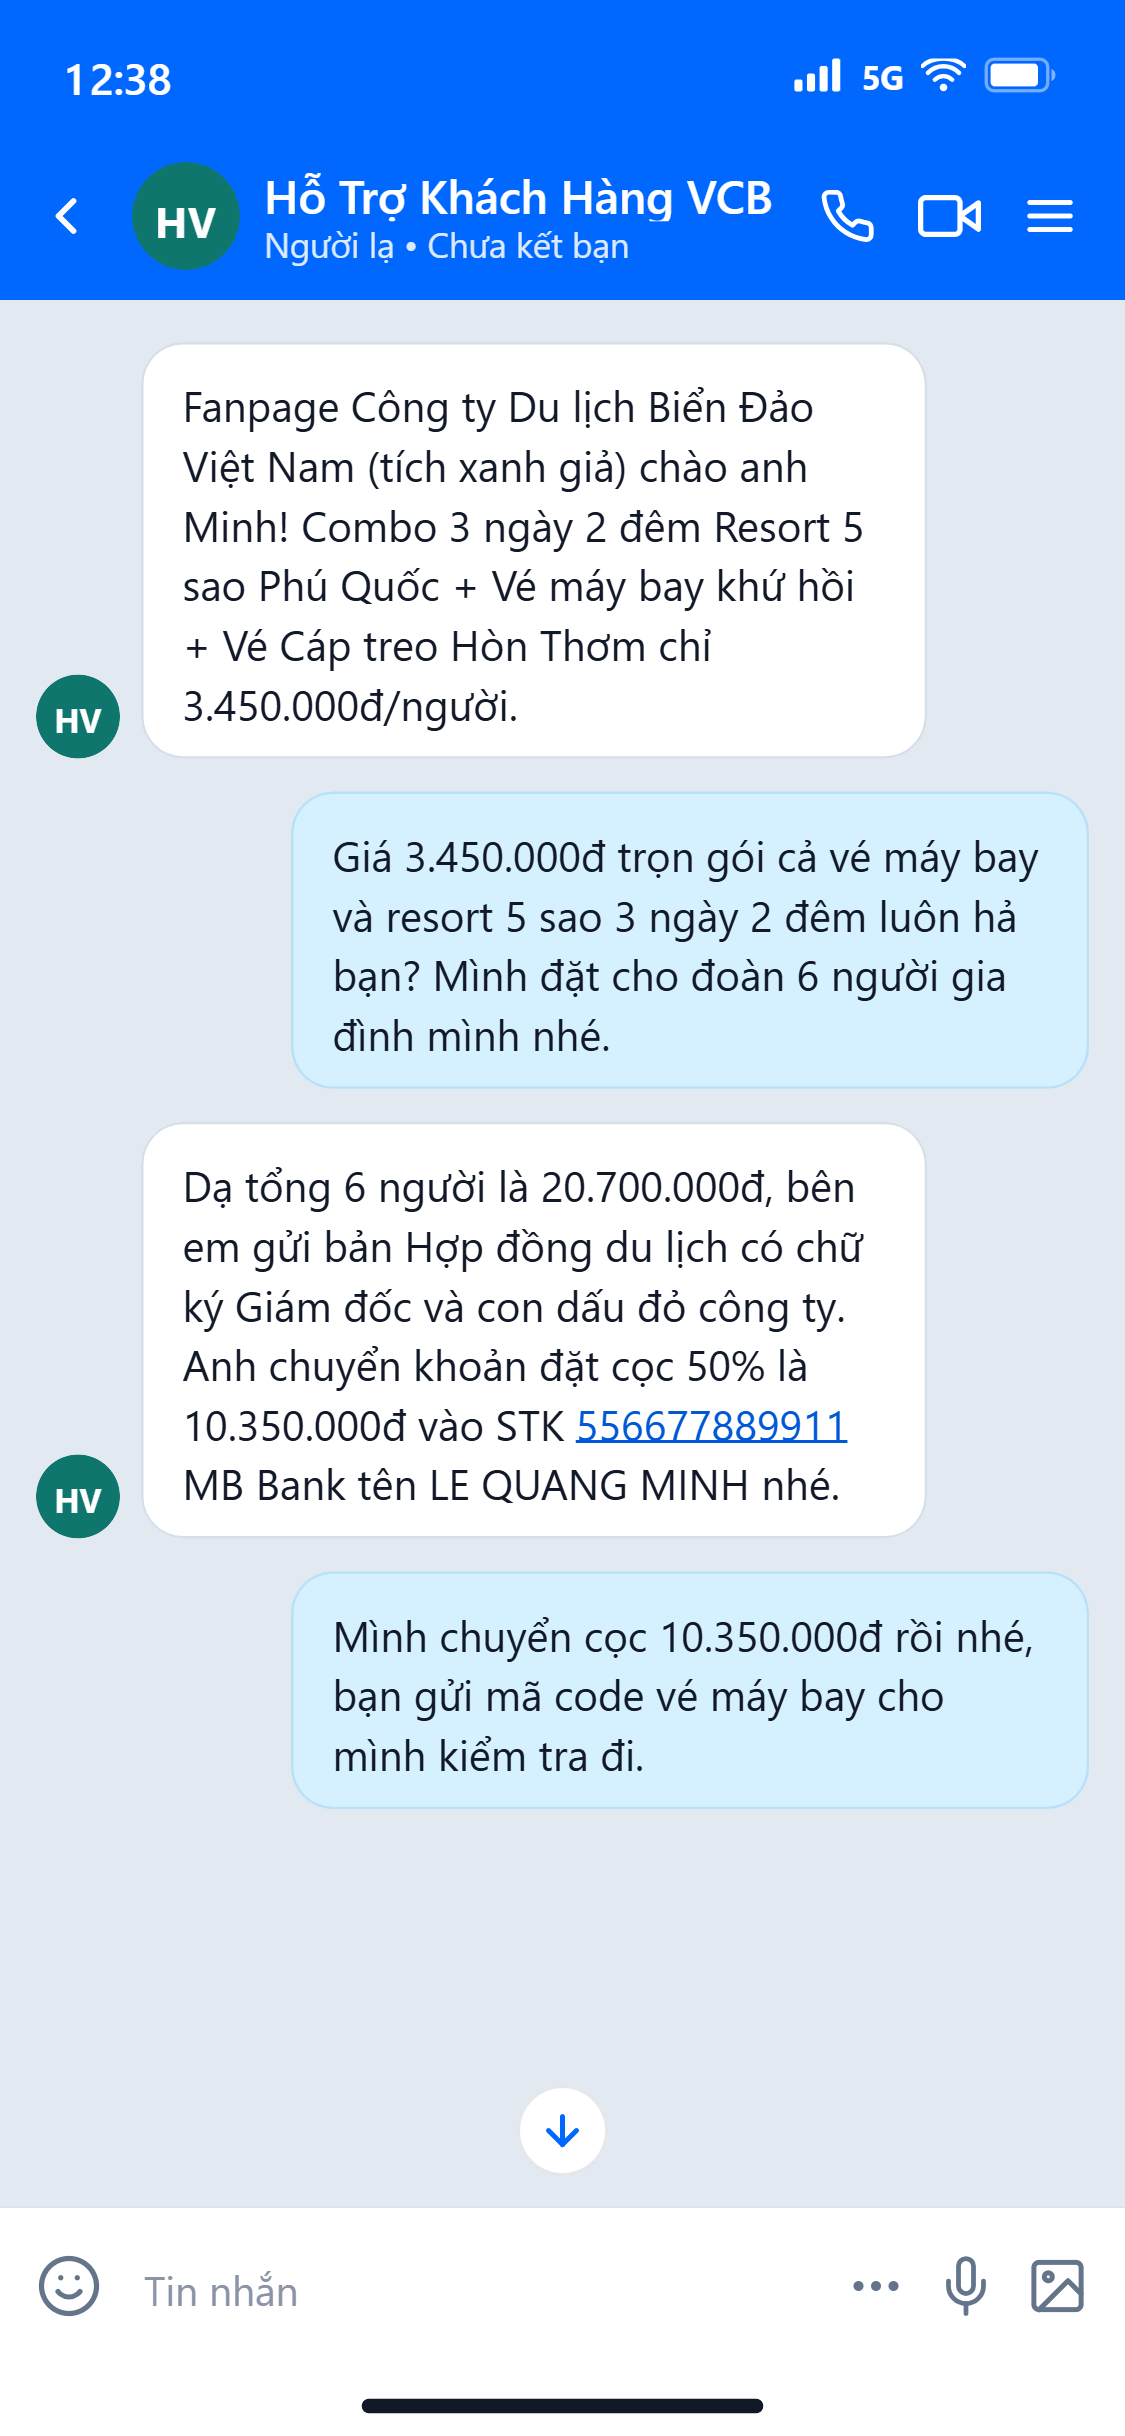 12:38
5G
HV
Hỗ Trợ Khách Hàng VCB
Người lạ • Chưa kết bạn
Fanpage Công ty Du lịch Biển Đảo
Việt Nam (tích xanh giả) chào anh
Minh! Combo 3 ngày 2 đêm Resort 5
sao Phú Quốc + Vé máy bay khứ hồi
+ Vé Cáp treo Hòn Thơm chỉ
3.450.000đ/người.
HV
Giá 3.450.000đ trọn gói cả vé máy bay
và resort 5 sao 3 ngày 2 đêm luôn hả
bạn? Mình đặt cho đoàn 6 người gia
đình mình nhé.
Dạ tổng 6 người là 20.700.000đ, bên
em gửi bản Hợp đồng du lịch có chữ
ký Giám đốc và con dấu đỏ công ty.
Anh chuyển khoản đặt cọc 50% là
10.350.000đ vào STK 556677889911
MB Bank tên LE QUANG MINH nhé.
HV
Mình chuyển cọc 10.350.000đ rồi nhé,
bạn gửi mã code vé máy bay cho
mình kiểm tra đi.
Tin nhắn